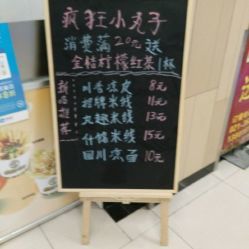 疯狂小丸子
消费满20元送
金桔柠檬红茶1杯
新品推荐
川香凉皮 8元
招牌米线 11元
大趣米线 13元
什锦米线 15元
四川凉面 10元